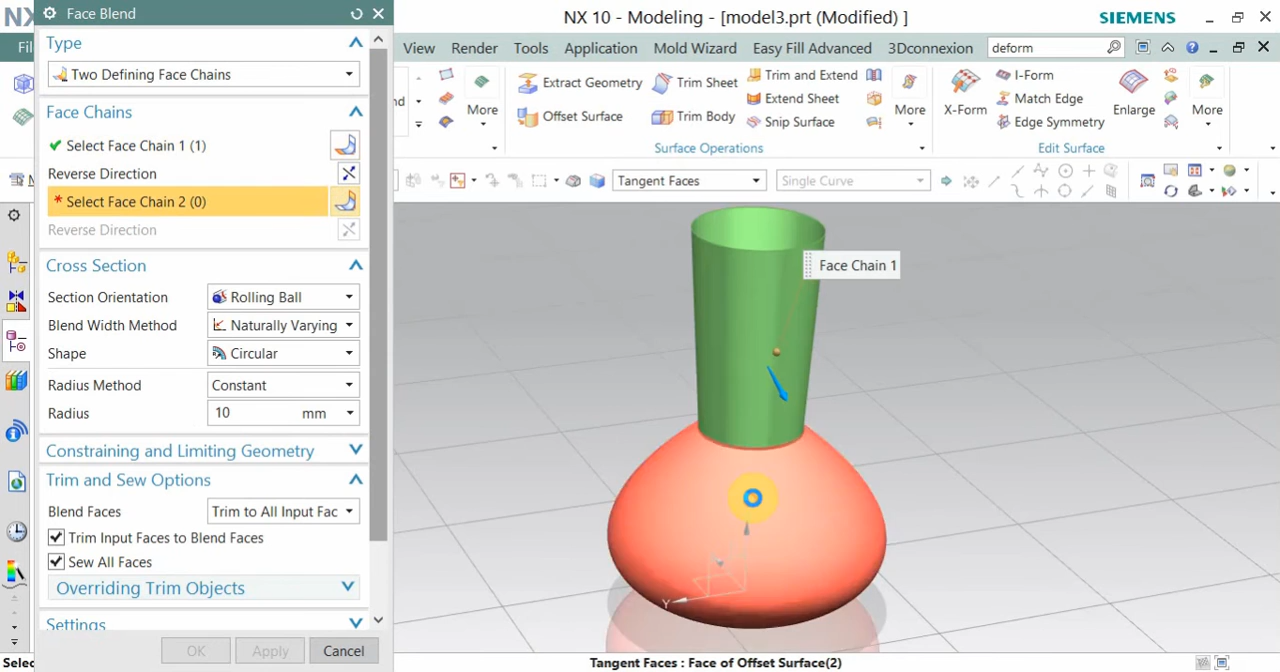 NX
Face Blend
NX 10 - Modeling - [model3.prt (Modified) ]
SIEMENS
Fil
View
Render
Tools
Application
Mold Wizard
Easy Fill Advanced
3Dconnexion
deform
Type
Two Defining Face Chains
Face Chains
Select Face Chain 1 (1)
Reverse Direction
* Select Face Chain 2 (0)
Reverse Direction
Cross Section
Section Orientation
Rolling Ball
Blend Width Method
Naturally Varying
Shape
Circular
Radius Method
Constant
Radius
10
mm
Constraining and Limiting Geometry
Trim and Sew Options
Blend Faces
Trim to All Input Fac
Trim Input Faces to Blend Faces
Sew All Faces
Overriding Trim Objects
Settings
OK
Apply
Cancel
nd
More
Extract Geometry
Offset Surface
Trim Sheet
Trim Body
Trim and Extend
Extend Sheet
Snip Surface
More
Surface Operations
X-Form
I-Form
Match Edge
Edge Symmetry
Enlarge
More
Edit Surface
M
Tangent Faces
Single Curve
Face Chain 1
Y
Selec
Tangent Faces : Face of Offset Surface(2)